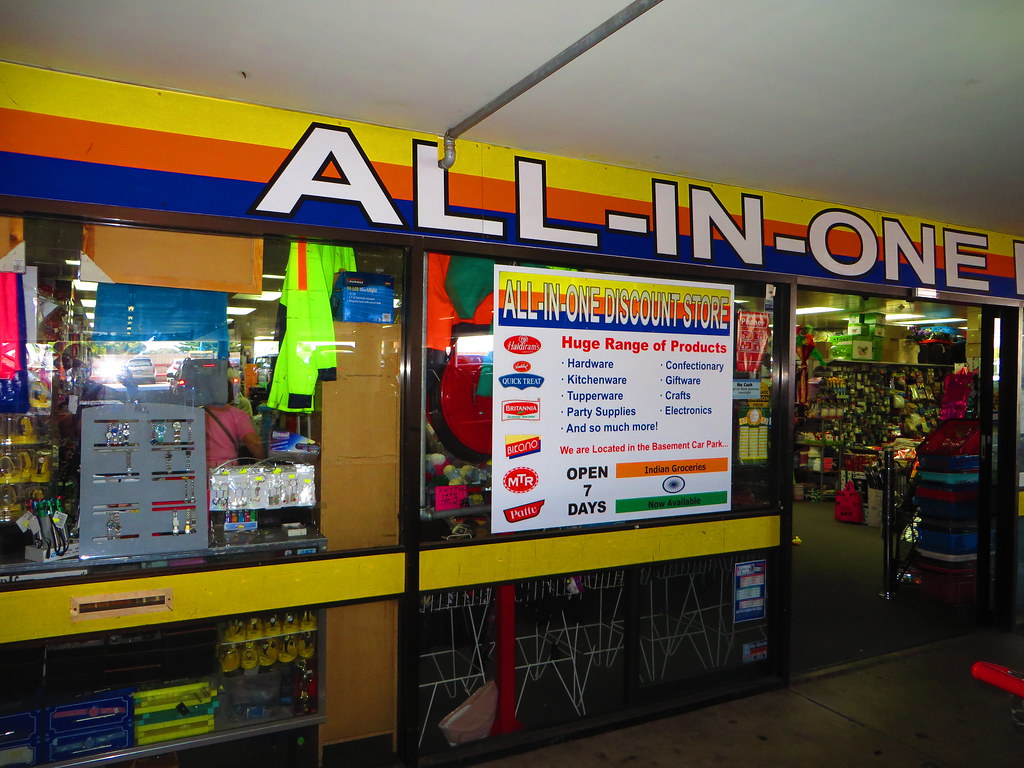 ALL-IN-ONE
ALL-IN-ONE DISCOUNT STORE
Huge Range of Products
· Hardware
· Kitchenware
· Tupperware
· Party Supplies
· And so much more!
· Confectionary
· Giftware
· Crafts
· Electronics
We are Located in the Basement Car Park...
OPEN
7
DAYS
Indian Groceries
Now Available
Haldiram's
QUICK TREAT
BRITANNIA
MTR
No Cash